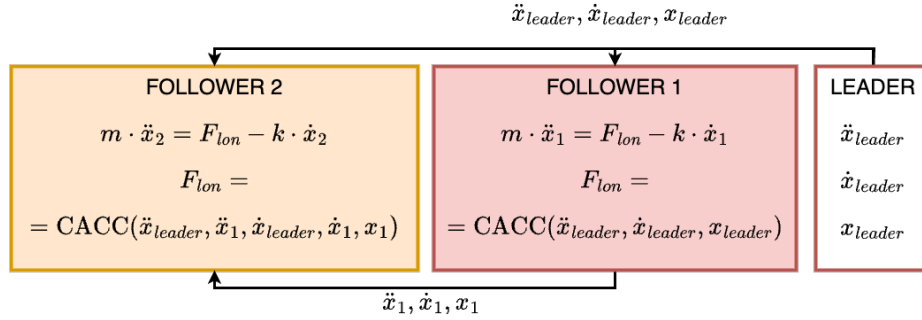 ẍ_leader, ẋ_leader, x_leader
FOLLOWER 2
m · ẍ_2 = F_lon − k · ẋ_2
F_lon =
= CACC(ẍ_leader, ẍ_1, ẋ_leader, ẋ_1, x_1)
FOLLOWER 1
m · ẍ_1 = F_lon − k · ẋ_1
F_lon =
= CACC(ẍ_leader, ẋ_leader, x_leader)
LEADER
ẍ_leader
ẋ_leader
x_leader
ẍ_1, ẋ_1, x_1